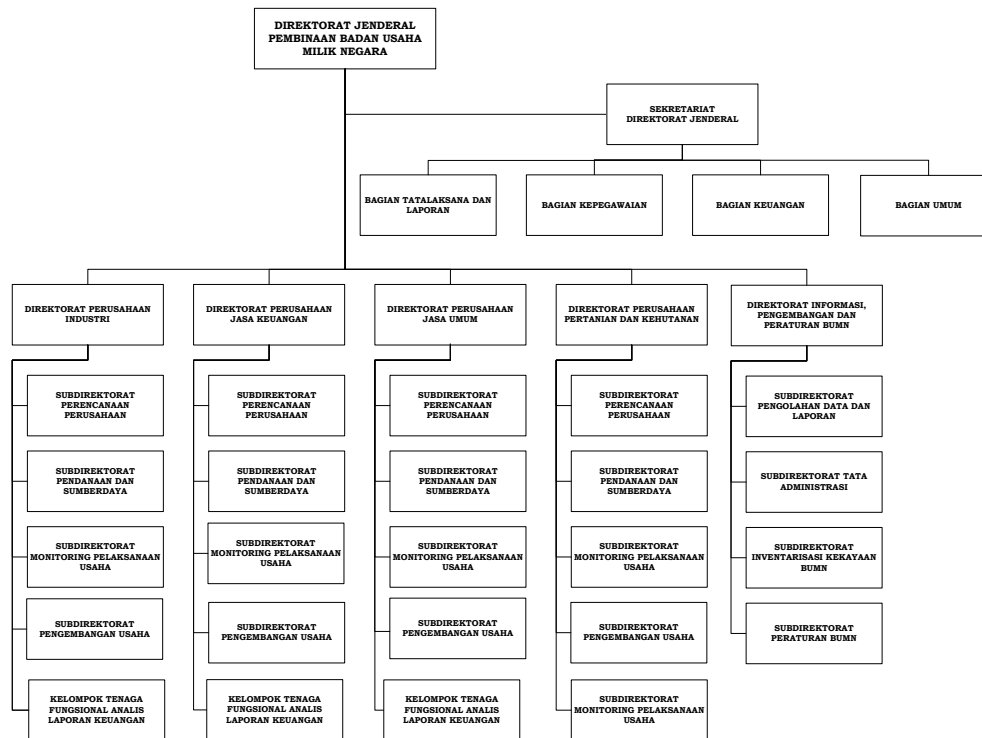 DIREKTORAT JENDERAL
PEMBINAAN BADAN USAHA
MILIK NEGARA
SEKRETARIAT
DIREKTORAT JENDERAL
BAGIAN TATALAKSANA DAN
LAPORAN
BAGIAN KEPEGAWAIAN
BAGIAN KEUANGAN
BAGIAN UMUM
DIREKTORAT PERUSAHAAN
INDUSTRI
DIREKTORAT PERUSAHAAN
JASA KEUANGAN
DIREKTORAT PERUSAHAAN
JASA UMUM
DIREKTORAT PERUSAHAAN
PERTANIAN DAN KEHUTANAN
DIREKTORAT INFORMASI,
PENGEMBANGAN DAN
PERATURAN BUMN
SUBDIREKTORAT
PERENCANAAN
PERUSAHAAN
SUBDIREKTORAT
PENDANAAN DAN
SUMBERDAYA
SUBDIREKTORAT
MONITORING PELAKSANAAN
USAHA
SUBDIREKTORAT
PENGEMBANGAN USAHA
KELOMPOK TENAGA
FUNGSIONAL ANALIS
LAPORAN KEUANGAN
SUBDIREKTORAT
PERENCANAAN
PERUSAHAAN
SUBDIREKTORAT
PENDANAAN DAN
SUMBERDAYA
SUBDIREKTORAT
MONITORING PELAKSANAAN
USAHA
SUBDIREKTORAT
PENGEMBANGAN USAHA
KELOMPOK TENAGA
FUNGSIONAL ANALIS
LAPORAN KEUANGAN
SUBDIREKTORAT
PERENCANAAN
PERUSAHAAN
SUBDIREKTORAT
PENDANAAN DAN
SUMBERDAYA
SUBDIREKTORAT
MONITORING PELAKSANAAN
USAHA
SUBDIREKTORAT
PENGEMBANGAN USAHA
KELOMPOK TENAGA
FUNGSIONAL ANALIS
LAPORAN KEUANGAN
SUBDIREKTORAT
PERENCANAAN
PERUSAHAAN
SUBDIREKTORAT
PENDANAAN DAN
SUMBERDAYA
SUBDIREKTORAT
MONITORING PELAKSANAAN
USAHA
SUBDIREKTORAT
PENGEMBANGAN USAHA
SUBDIREKTORAT
MONITORING PELAKSANAAN
USAHA
SUBDIREKTORAT
PENGOLAHAN DATA DAN
LAPORAN
SUBDIREKTORAT TATA
ADMINISTRASI
SUBDIREKTORAT
INVENTARISASI KEKAYAAN
BUMN
SUBDIREKTORAT
PERATURAN BUMN